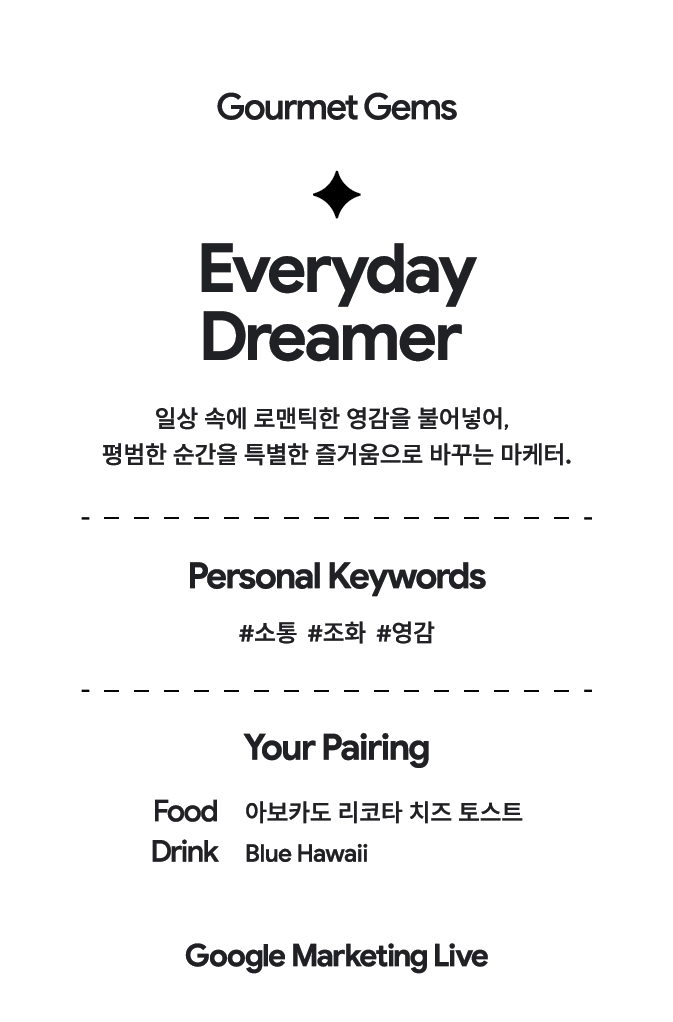 Gourmet Gems
Everyday
Dreamer
일상 속에 로맨틱한 영감을 불어넣어,
평범한 순간을 특별한 즐거움으로 바꾸는 마케터.
Personal Keywords
#소통 #조화 #영감
Your Pairing
Food 아보카도 리코타 치즈 토스트
Drink Blue Hawaii
Google Marketing Live